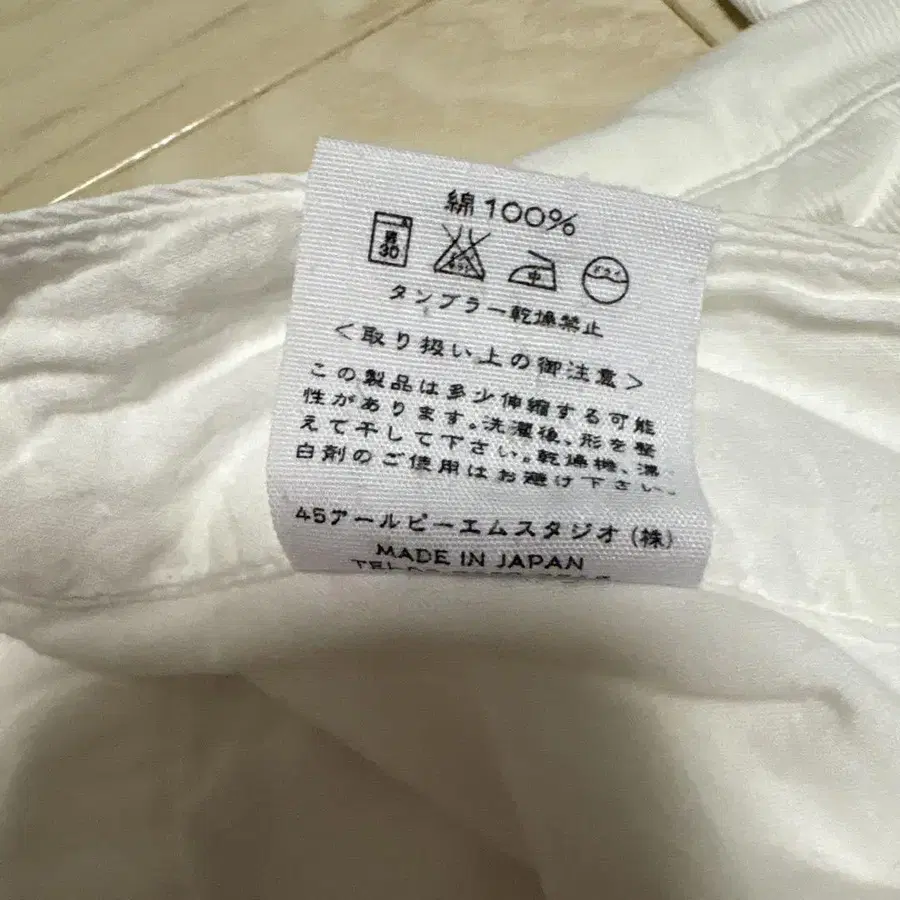 綿100%
弱
30
中
ドライ
タンブラー乾燥禁止
<取り扱い上の御注意>
この製品は多少伸縮する可能
性があります。洗濯後、形を整
えて干して下さい。乾燥機、漂
白剤のご使用はお避け下さい。
45アールピーエムスタジオ(株)
MADE IN JAPAN